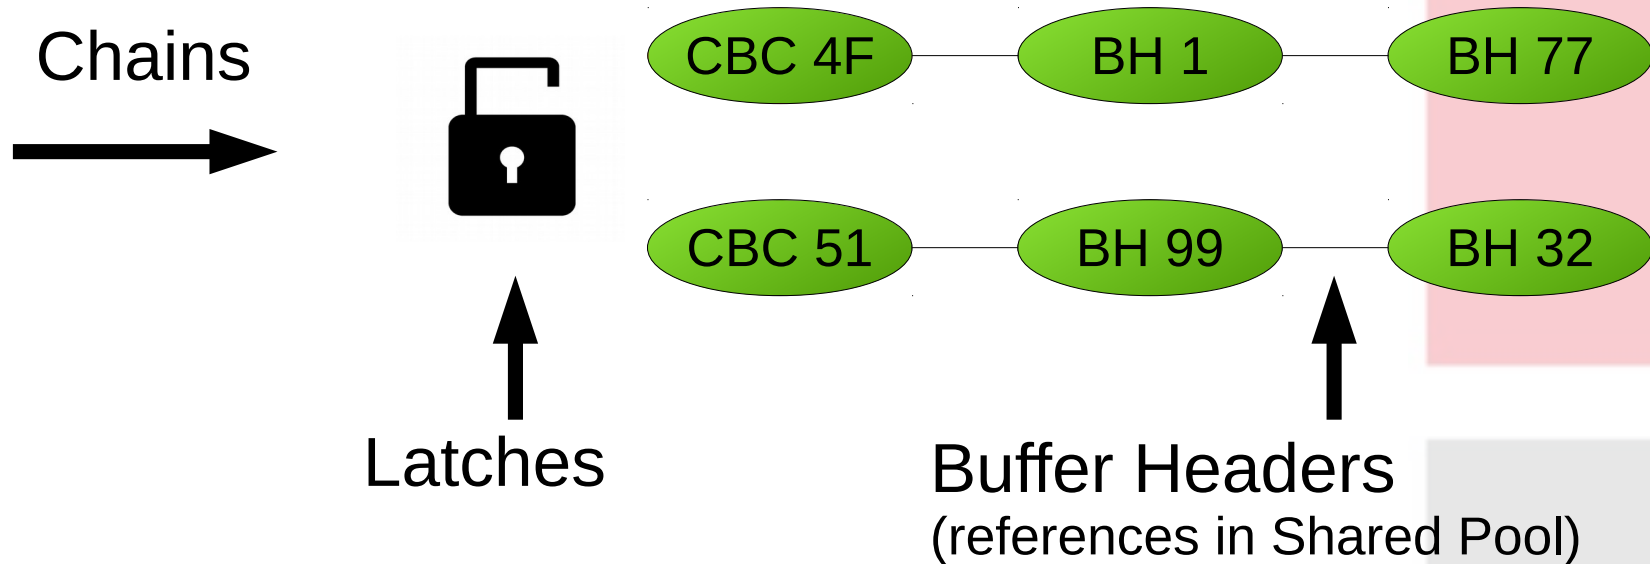 Chains
CBC 4F
BH 1
BH 77
CBC 51
BH 99
BH 32
Latches
Buffer Headers
(references in Shared Pool)